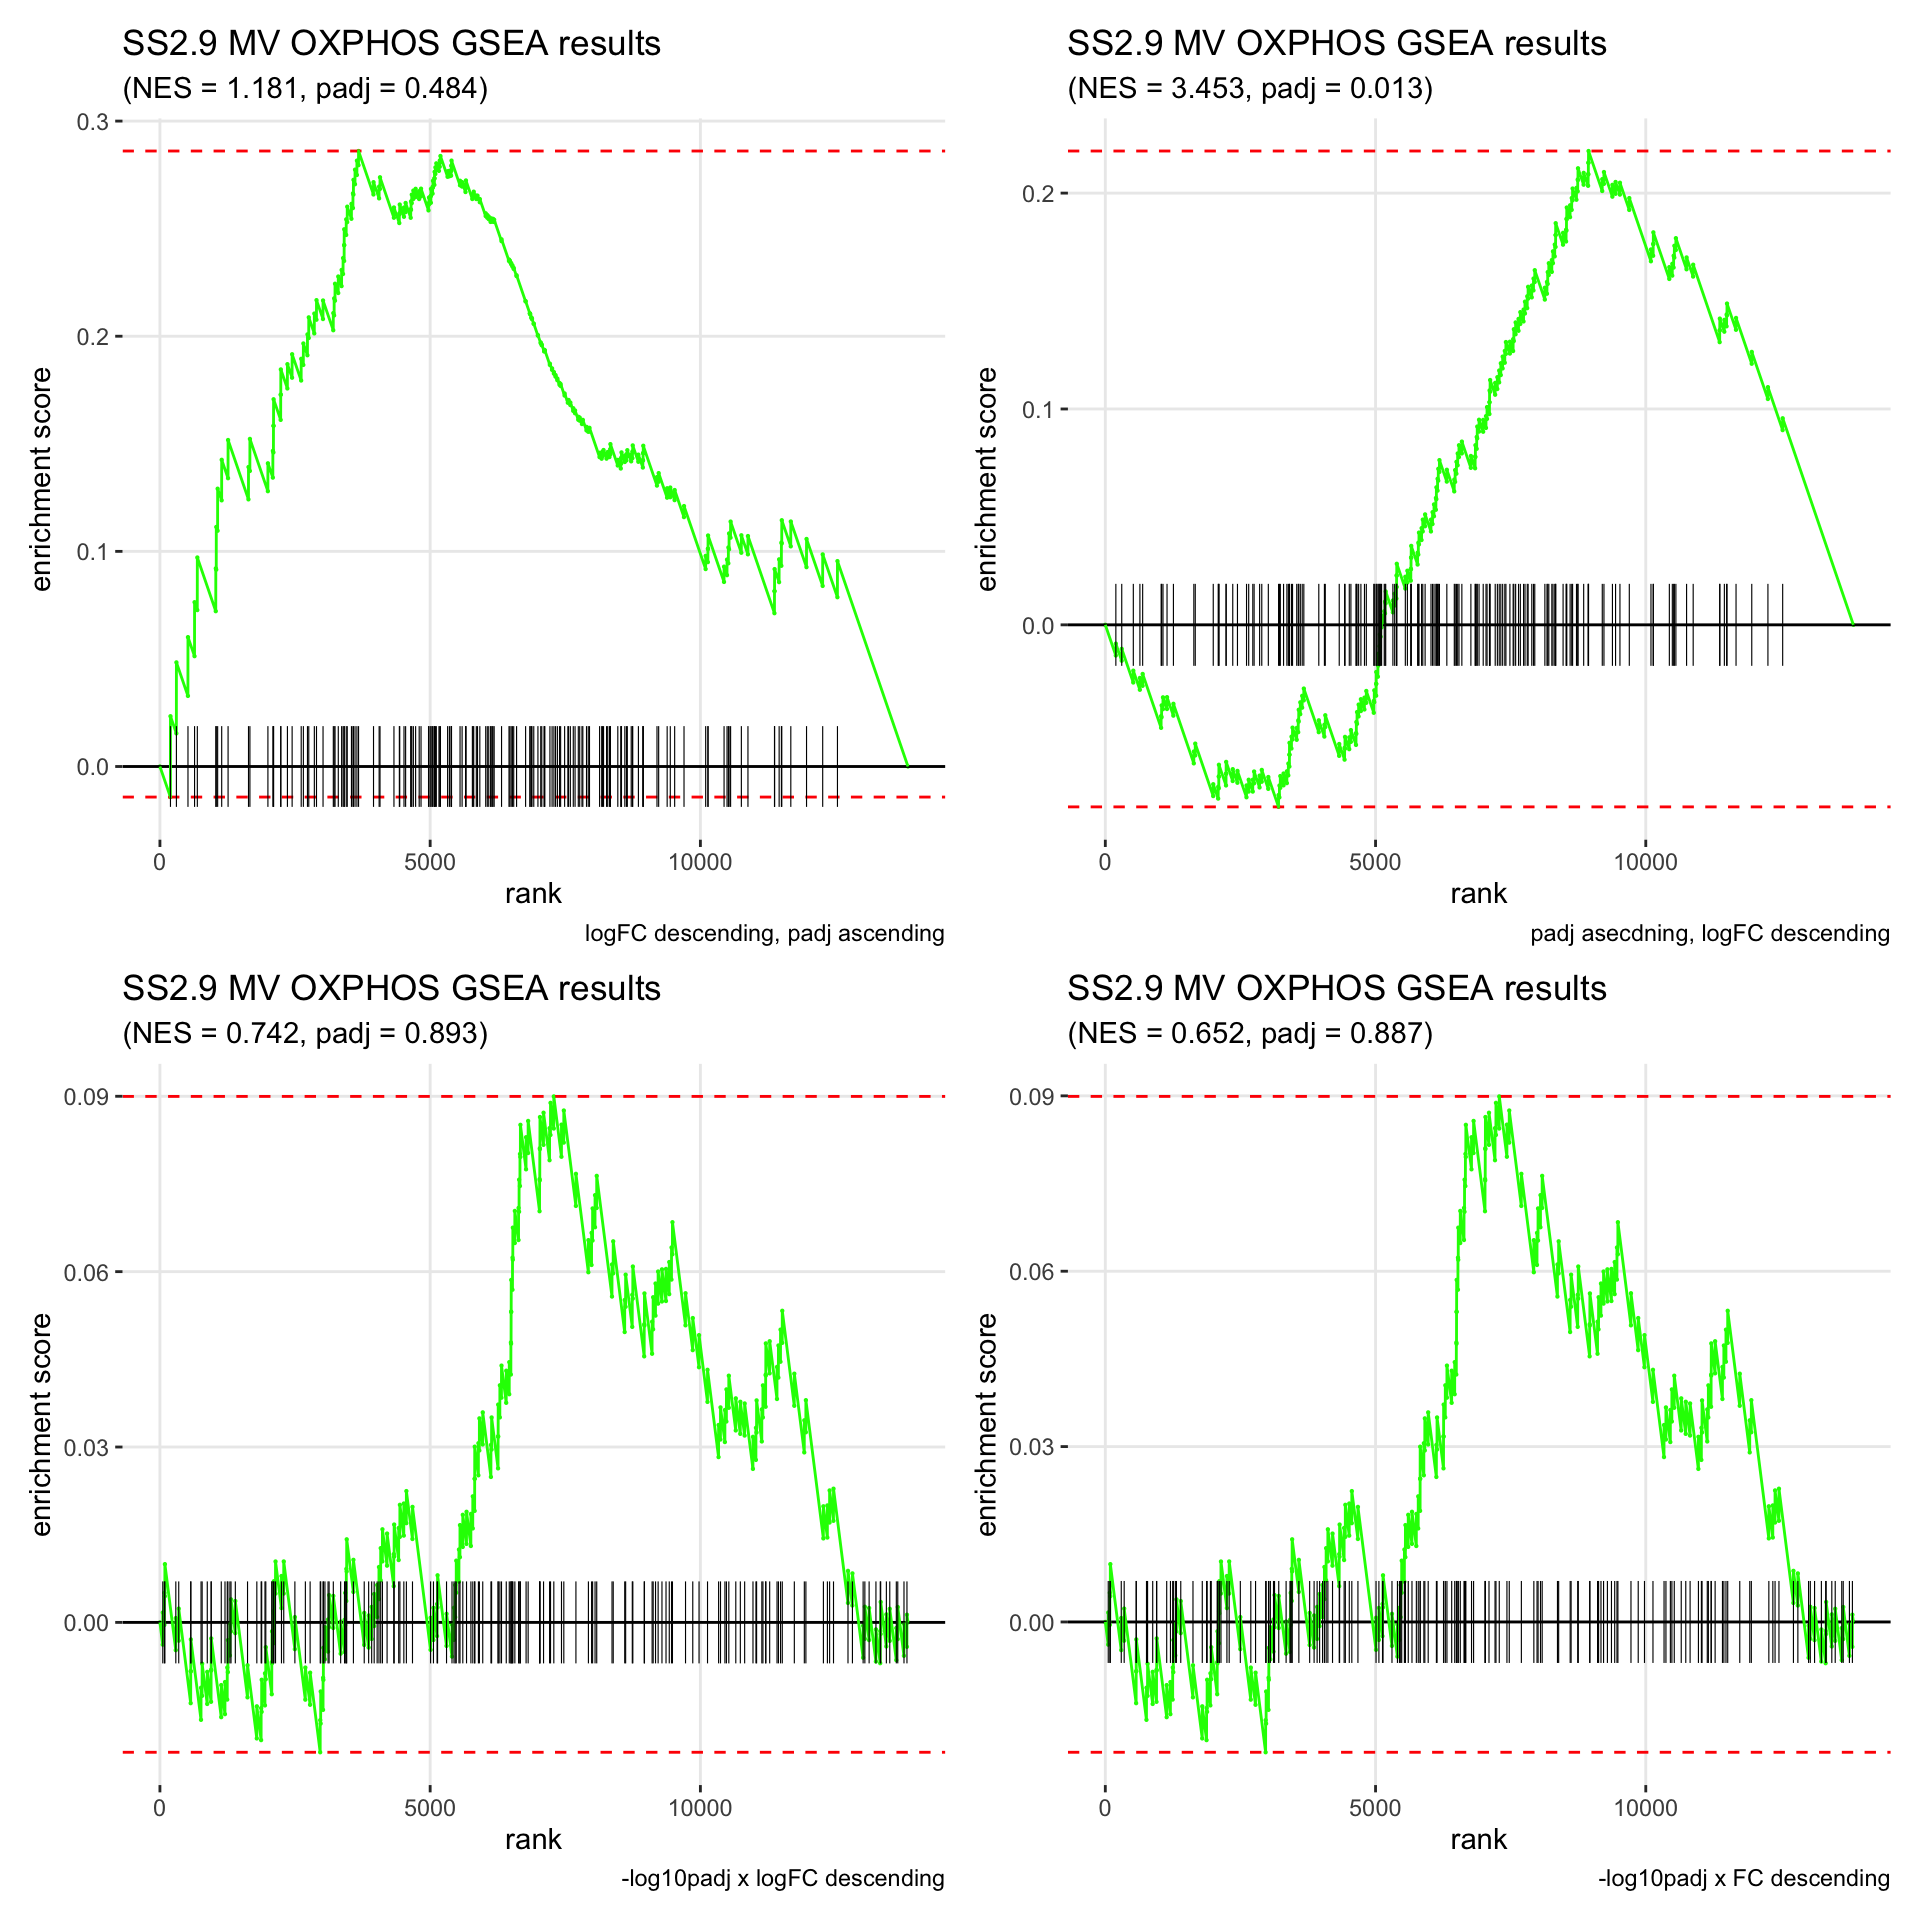 SS2.9 MV OXPHOS GSEA results
(NES = 1.181, padj = 0.484)
0.3
0.2
0.1
0.0
enrichment score
0 5000 10000
rank
logFC descending, padj ascending
SS2.9 MV OXPHOS GSEA results
(NES = 3.453, padj = 0.013)
0.2
0.1
0.0
enrichment score
0 5000 10000
rank
padj asecdning, logFC descending
SS2.9 MV OXPHOS GSEA results
(NES = 0.742, padj = 0.893)
0.09
0.06
0.03
0.00
enrichment score
0 5000 10000
rank
-log10padj x logFC descending
SS2.9 MV OXPHOS GSEA results
(NES = 0.652, padj = 0.887)
0.09
0.06
0.03
0.00
enrichment score
0 5000 10000
rank
-log10padj x FC descending